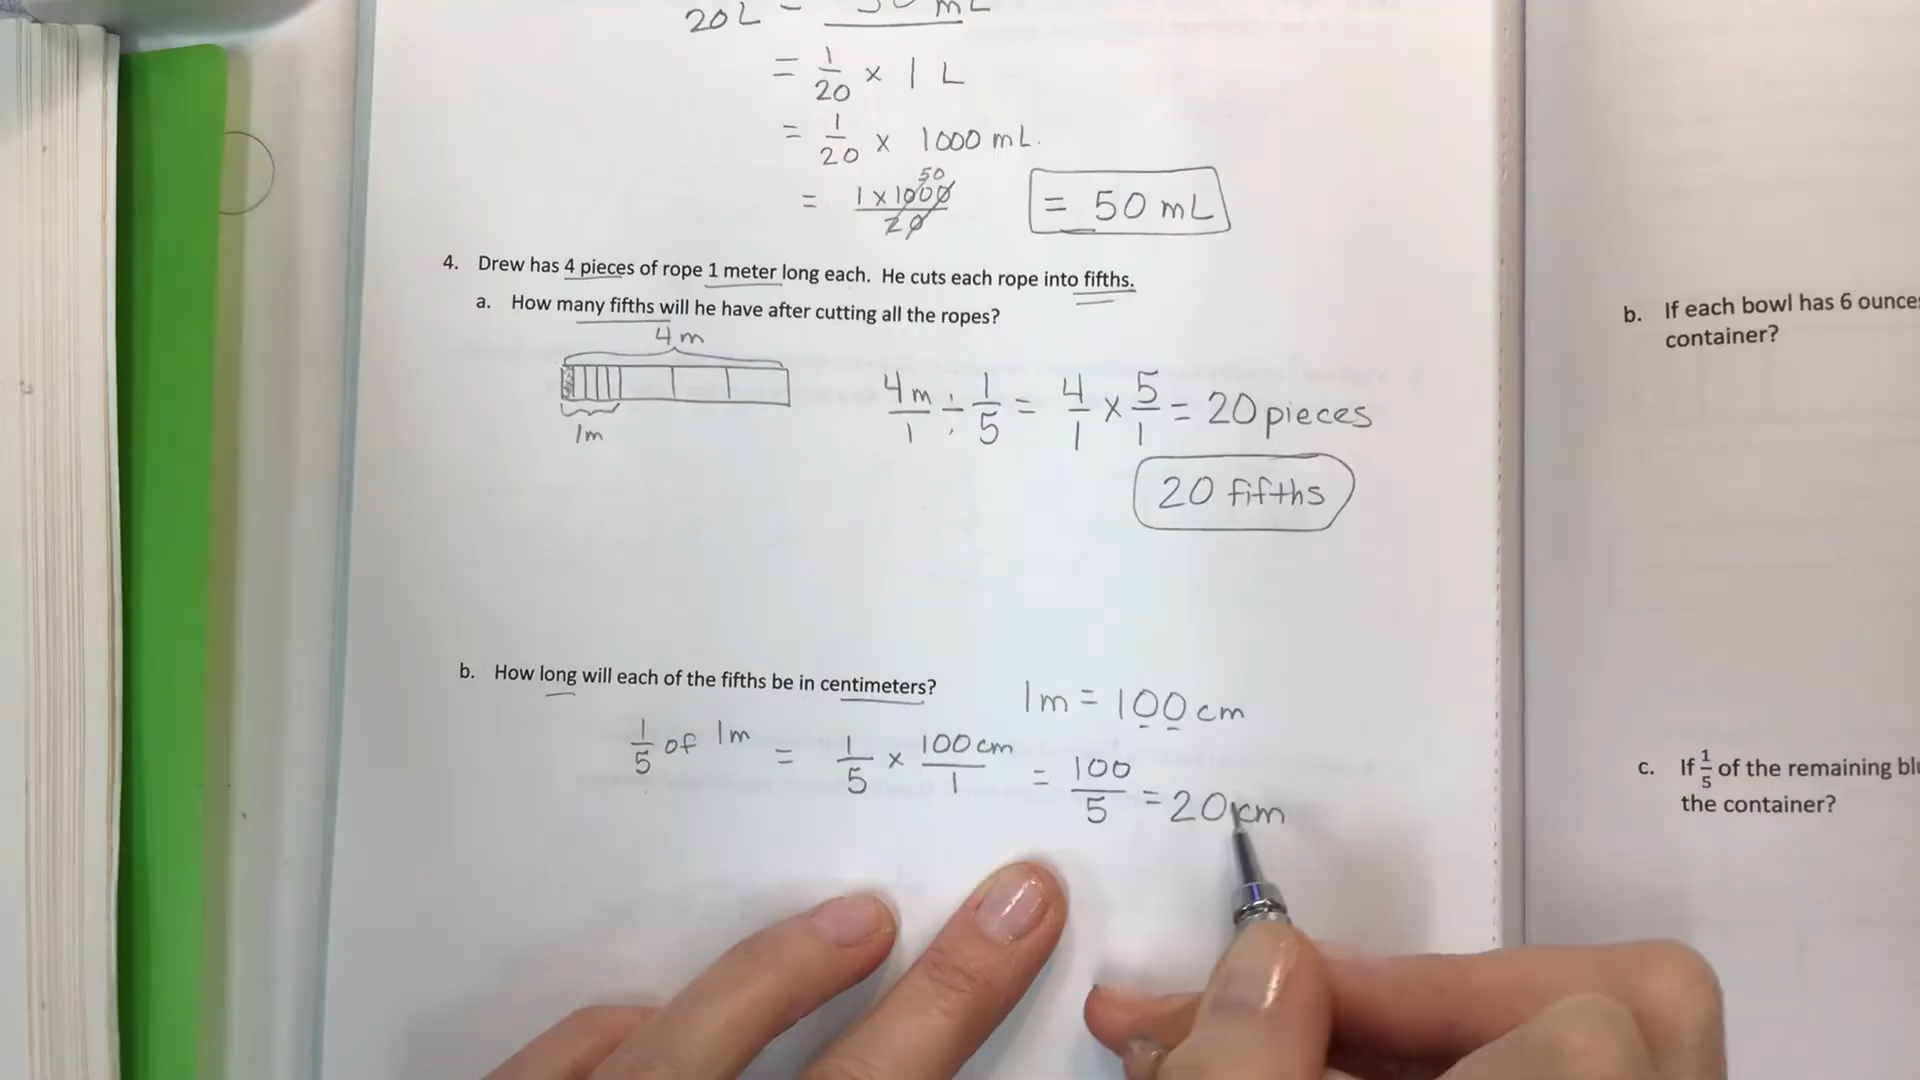 20L = 50 mL
= 1/20 × 1 L
= 1/20 × 1000 mL.
50
= 1 × 1000 / 20 = 50 mL
4. Drew has 4 pieces of rope 1 meter long each. He cuts each rope into fifths.
a. How many fifths will he have after cutting all the ropes?
4m
1m
4m/1 ÷ 1/5 = 4/1 × 5/1 = 20 pieces
20 fifths
b. How long will each of the fifths be in centimeters?
1m = 100 cm
1/5 of 1m = 1/5 × 100 cm/1 = 100/5 = 20 cm
b. If each bowl has 6
container?
c. If 1/5 of the remaining
the container?